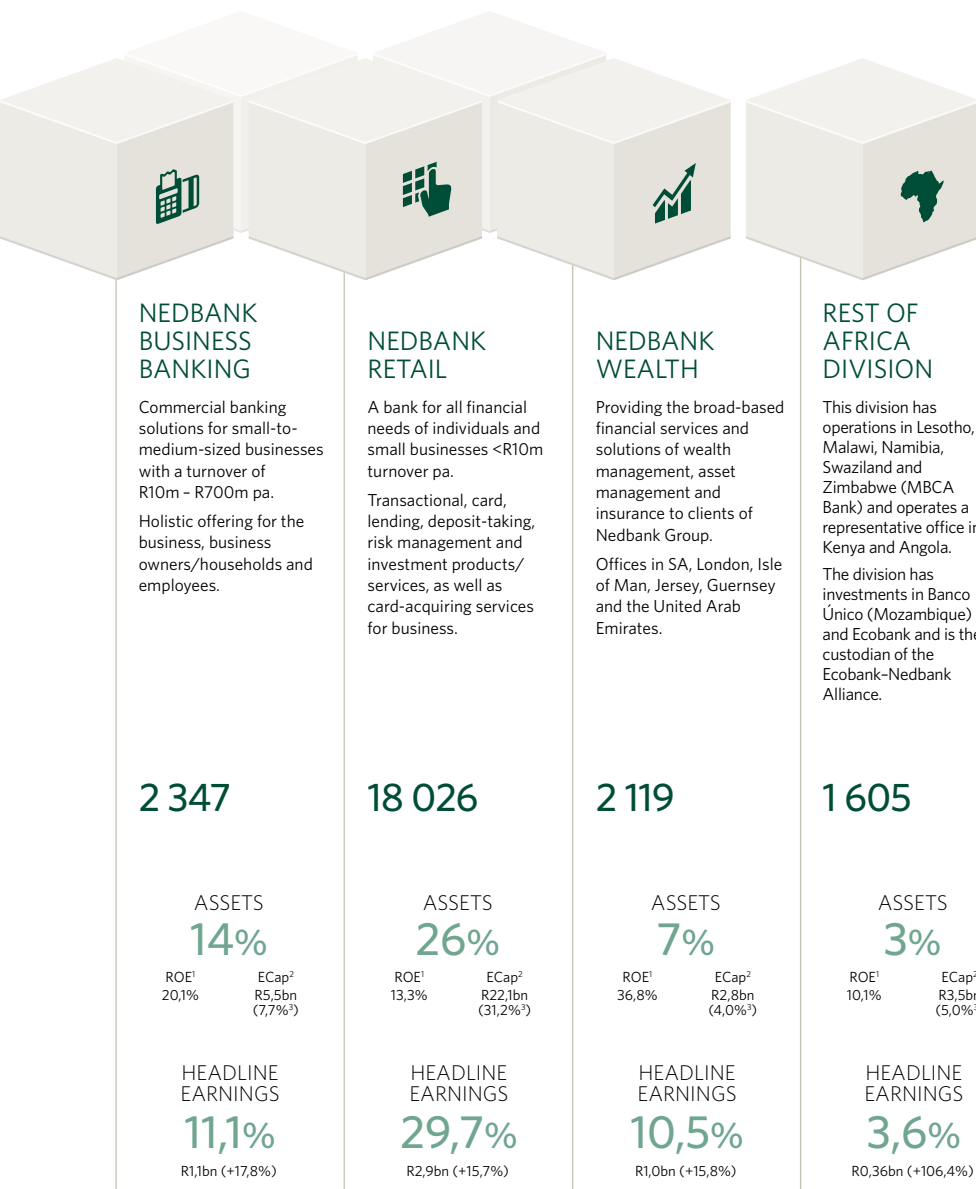 NEDBANK
BUSINESS
BANKING
Commercial banking
solutions for small-to-
medium-sized businesses
with a turnover of
R10m – R700m pa.
Holistic offering for the
business, business
owners/households and
employees.
2 347
ASSETS
14%
ROE¹ ECap²
20,1% R5,5bn
(7,7%³)
HEADLINE
EARNINGS
11,1%
R1,1bn (+17,8%)
NEDBANK
RETAIL
A bank for all financial
needs of individuals and
small businesses <R10m
turnover pa.
Transactional, card,
lending, deposit-taking,
risk management and
investment products/
services, as well as
card-acquiring services
for business.
18 026
ASSETS
26%
ROE¹ ECap²
13,3% R22,1bn
(31,2%³)
HEADLINE
EARNINGS
29,7%
R2,9bn (+15,7%)
NEDBANK
WEALTH
Providing the broad-based
financial services and
solutions of wealth
management, asset
management and
insurance to clients of
Nedbank Group.
Offices in SA, London, Isle
of Man, Jersey, Guernsey
and the United Arab
Emirates.
2 119
ASSETS
7%
ROE¹ ECap²
36,8% R2,8bn
(4,0%³)
HEADLINE
EARNINGS
10,5%
R1,0bn (+15,8%)
REST OF
AFRICA
DIVISION
This division has
operations in Lesotho,
Malawi, Namibia,
Swaziland and
Zimbabwe (MBCA
Bank) and operates a
representative office in
Kenya and Angola.
The division has
investments in Banco
Único (Mozambique)
and Ecobank and is the
custodian of the
Ecobank–Nedbank
Alliance.
1 605
ASSETS
3%
ROE¹ ECap²
10,1% R3,5bn
(5,0%³
HEADLINE
EARNINGS
3,6%
R0,36bn (+106,4%)